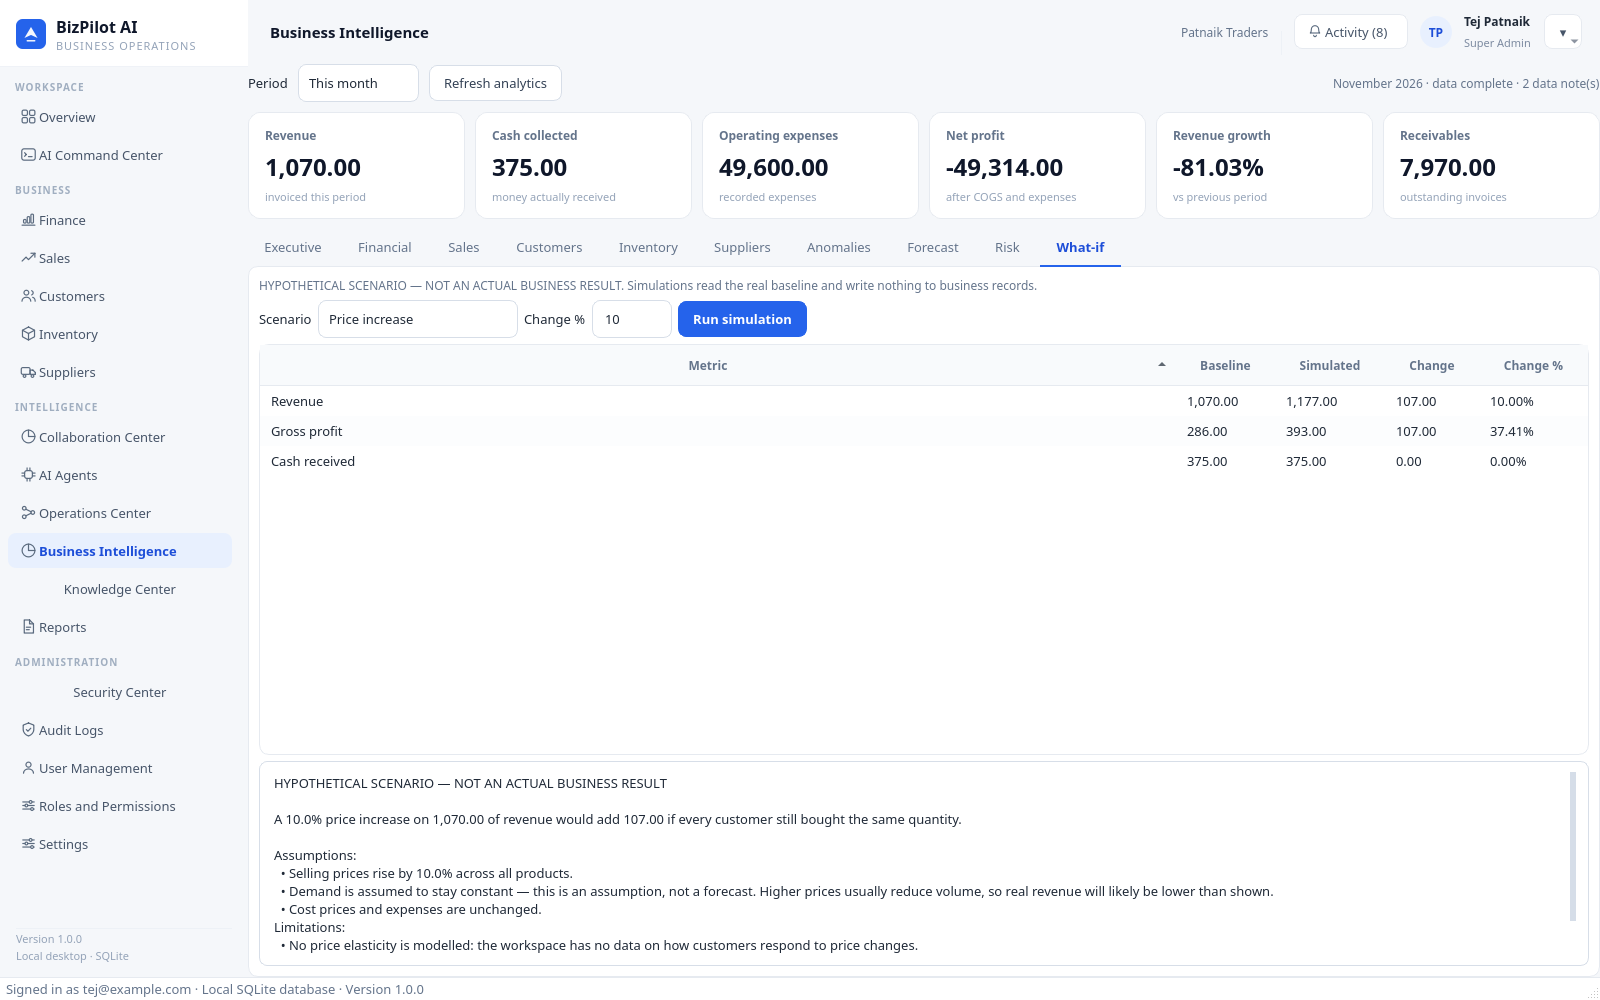 BizPilot AI
BUSINESS OPERATIONS
WORKSPACE
Overview
AI Command Center
BUSINESS
Finance
Sales
Customers
Inventory
Suppliers
INTELLIGENCE
Collaboration Center
AI Agents
Operations Center
Business Intelligence
Knowledge Center
Reports
ADMINISTRATION
Security Center
Audit Logs
User Management
Roles and Permissions
Settings
Version 1.0.0
Local desktop · SQLite
Business Intelligence
Patnaik Traders
Activity (8)
TP
Tej Patnaik
Super Admin
Period
This month
Refresh analytics
November 2026 · data complete · 2 data note(s)
Revenue
1,070.00
invoiced this period
Cash collected
375.00
money actually received
Operating expenses
49,600.00
recorded expenses
Net profit
-49,314.00
after COGS and expenses
Revenue growth
-81.03%
vs previous period
Receivables
7,970.00
outstanding invoices
Executive Financial Sales Customers Inventory Suppliers Anomalies Forecast Risk What-if
HYPOTHETICAL SCENARIO — NOT AN ACTUAL BUSINESS RESULT. Simulations read the real baseline and write nothing to business records.
Scenario Price increase Change % 10 Run simulation
Metric Baseline Simulated Change Change %
Revenue 1,070.00 1,177.00 107.00 10.00%
Gross profit 286.00 393.00 107.00 37.41%
Cash received 375.00 375.00 0.00 0.00%
HYPOTHETICAL SCENARIO — NOT AN ACTUAL BUSINESS RESULT
A 10.0% price increase on 1,070.00 of revenue would add 107.00 if every customer still bought the same quantity.
Assumptions:
• Selling prices rise by 10.0% across all products.
• Demand is assumed to stay constant — this is an assumption, not a forecast. Higher prices usually reduce volume, so real revenue will likely be lower than shown.
• Cost prices and expenses are unchanged.
Limitations:
• No price elasticity is modelled: the workspace has no data on how customers respond to price changes.
Signed in as tej@example.com · Local SQLite database · Version 1.0.0